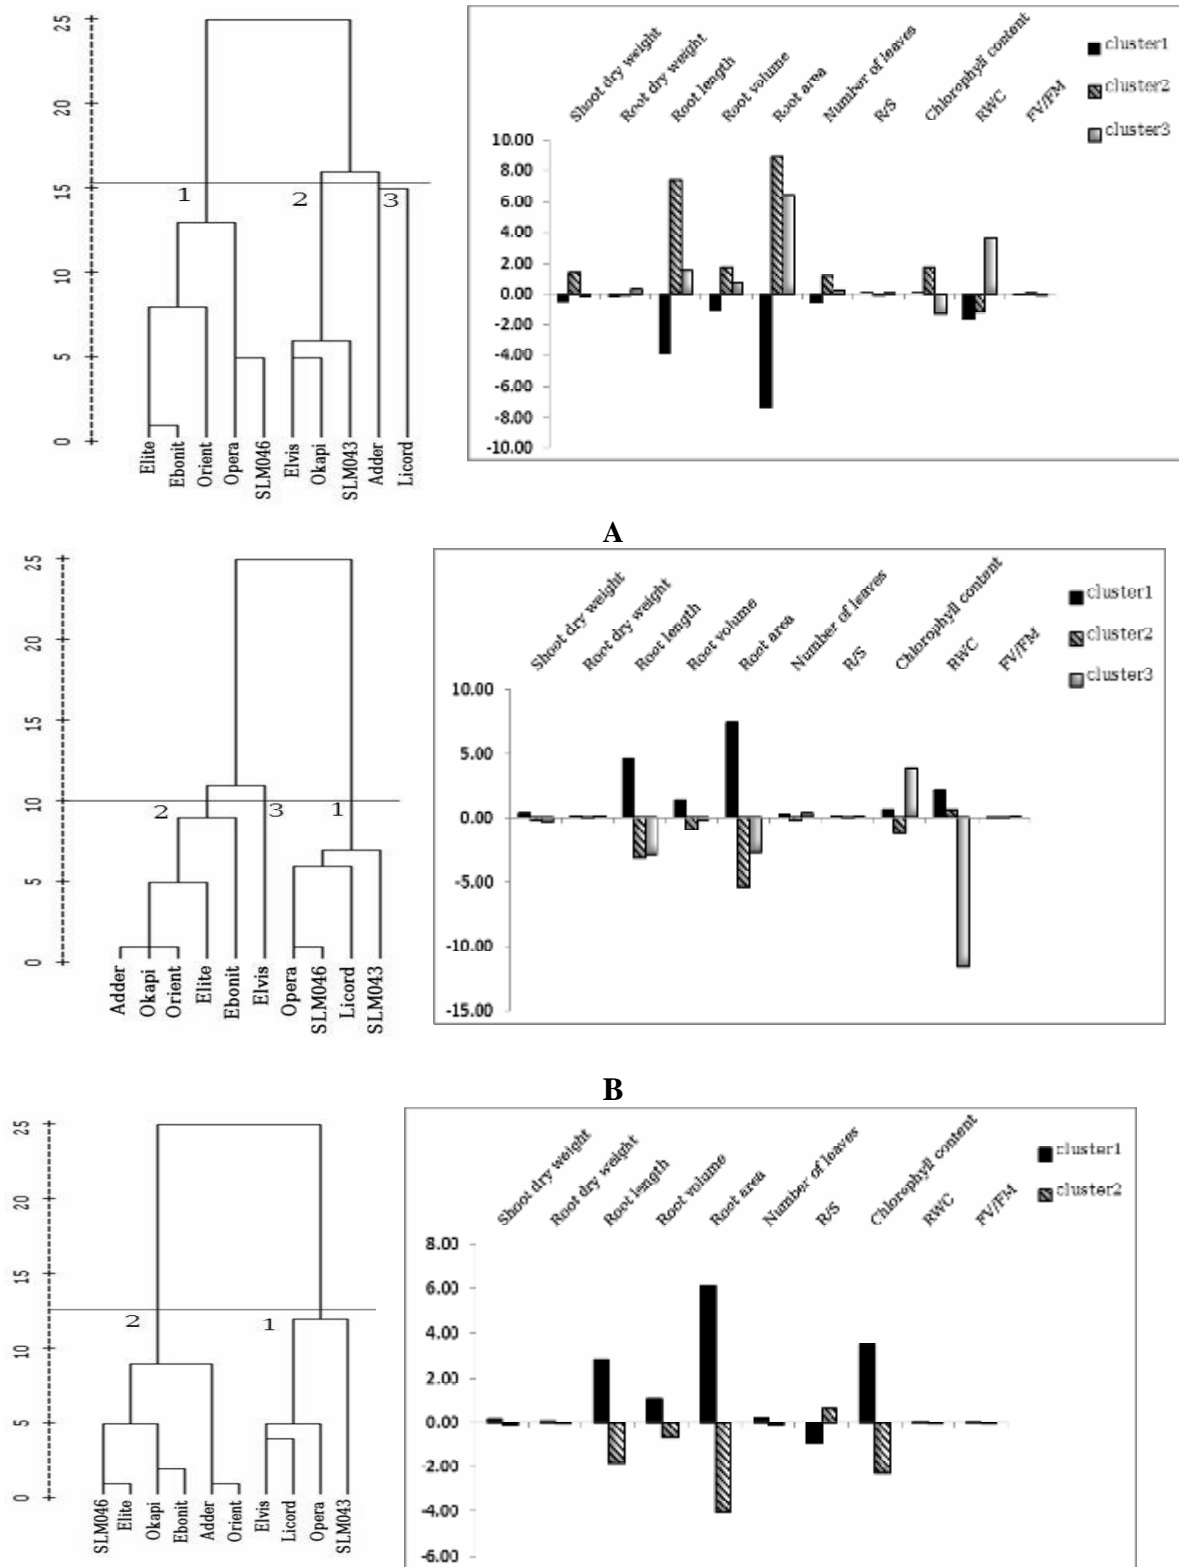 25
20
15
10
5
0
1
2
3
Elite
Ebonit
Orient
Opera
SLM046
Elvis
Okapi
SLM043
Adder
Licord
Shoot dry weight
Root dry weight
Root length
Root volume
Root area
Number of leaves
R/S
Chlorophyll content
RWC
FV/FM
cluster1
cluster2
cluster3
10.00
8.00
6.00
4.00
2.00
0.00
-2.00
-4.00
-6.00
-8.00
-10.00
A
25
20
15
10
5
0
2
3
1
Adder
Okapi
Orient
Elite
Ebonit
Elvis
Opera
SLM046
Licord
SLM043
Shoot dry weight
Root dry weight
Root length
Root volume
Root area
Number of leaves
R/S
Chlorophyll content
RWC
FV/FM
cluster1
cluster2
cluster3
10.00
5.00
0.00
-5.00
-10.00
-15.00
B
25
20
15
10
5
0
2
1
SLM046
Elite
Okapi
Ebonit
Adder
Orient
Elvis
Licord
Opera
SLM043
Shoot dry weight
Root dry weight
Root length
Root volume
Root area
Number of leaves
R/S
Chlorophyll content
RWC
FV/FM
cluster1
cluster2
8.00
6.00
4.00
2.00
0.00
-2.00
-4.00
-6.00